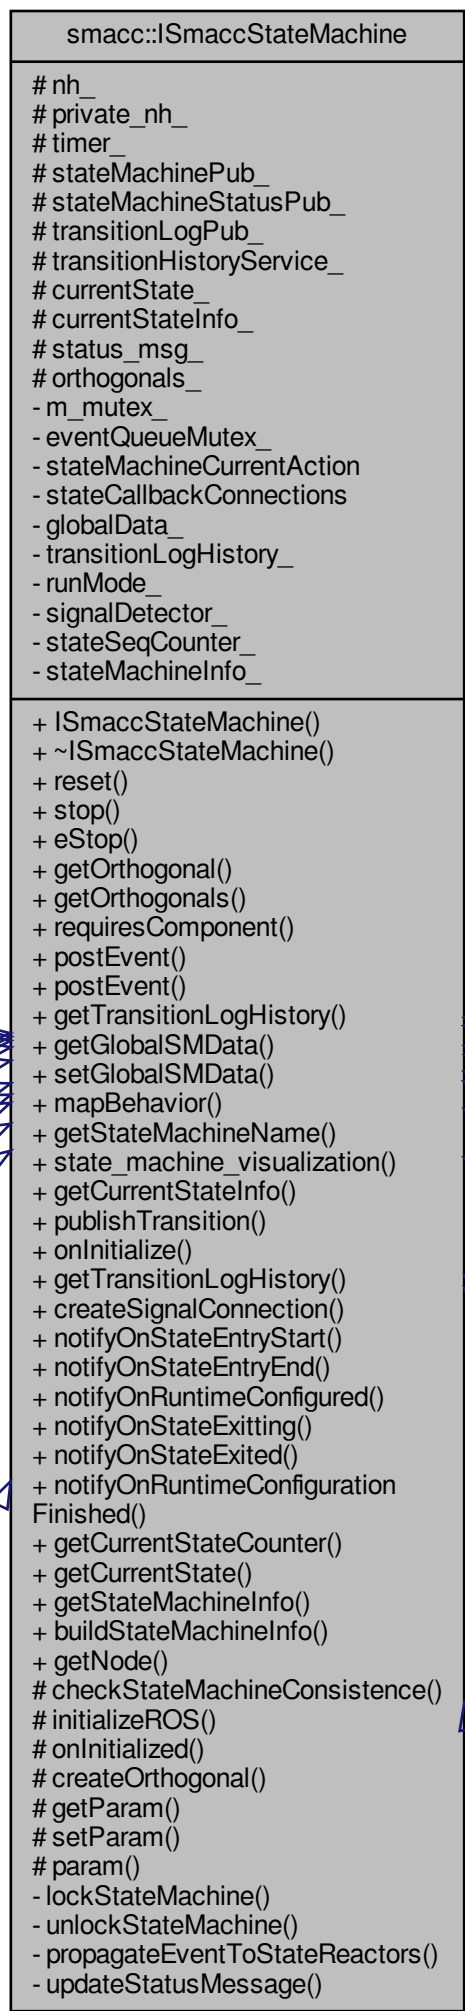 smacc::ISmaccStateMachine
# nh_
# private_nh_
# timer_
# stateMachinePub_
# stateMachineStatusPub_
# transitionLogPub_
# transitionHistoryService_
# currentState_
# currentStateInfo_
# status_msg_
# orthogonals_
- m_mutex_
- eventQueueMutex_
- stateMachineCurrentAction
- stateCallbackConnections
- globalData_
- transitionLogHistory_
- runMode_
- signalDetector_
- stateSeqCounter_
- stateMachineInfo_
+ ISmaccStateMachine()
+ ~ISmaccStateMachine()
+ reset()
+ stop()
+ eStop()
+ getOrthogonal()
+ getOrthogonals()
+ requiresComponent()
+ postEvent()
+ postEvent()
+ getTransitionLogHistory()
+ getGlobalSMData()
+ setGlobalSMData()
+ mapBehavior()
+ getStateMachineName()
+ state_machine_visualization()
+ getCurrentStateInfo()
+ publishTransition()
+ onInitialize()
+ getTransitionLogHistory()
+ createSignalConnection()
+ notifyOnStateEntryStart()
+ notifyOnStateEntryEnd()
+ notifyOnRuntimeConfigured()
+ notifyOnStateExitting()
+ notifyOnStateExited()
+ notifyOnRuntimeConfiguration
Finished()
+ getCurrentStateCounter()
+ getCurrentState()
+ getStateMachineInfo()
+ buildStateMachineInfo()
+ getNode()
# checkStateMachineConsistence()
# initializeROS()
# onInitialized()
# createOrthogonal()
# getParam()
# setParam()
# param()
- lockStateMachine()
- unlockStateMachine()
- propagateEventToStateReactors()
- updateStatusMessage()